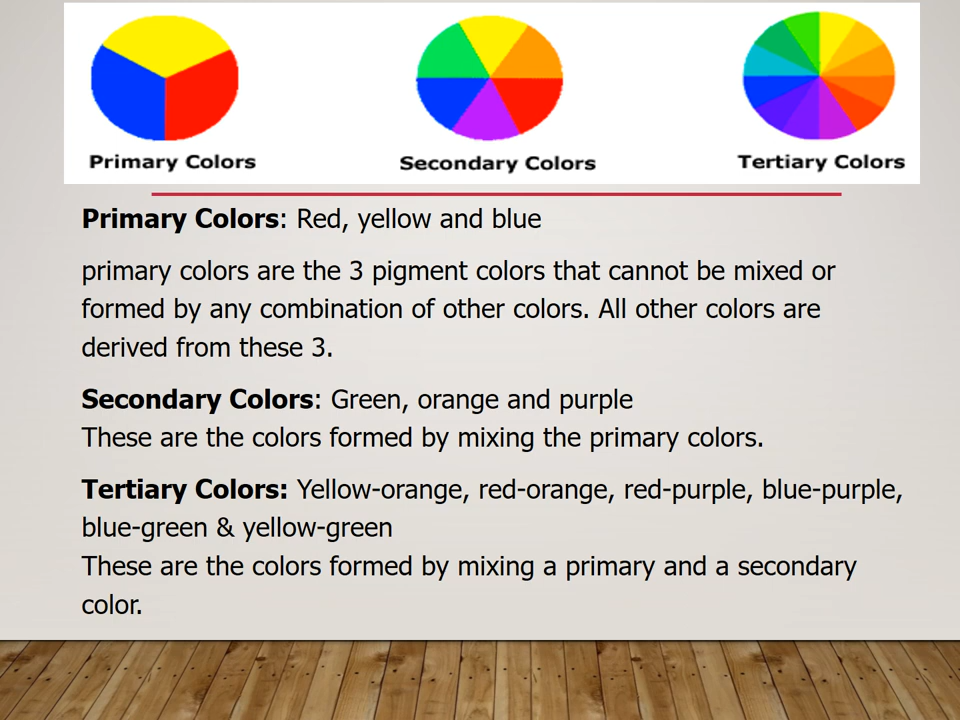 Primary Colors
Secondary Colors
Tertiary Colors
Primary Colors: Red, yellow and blue
primary colors are the 3 pigment colors that cannot be mixed or
formed by any combination of other colors. All other colors are
derived from these 3.
Secondary Colors: Green, orange and purple
These are the colors formed by mixing the primary colors.
Tertiary Colors: Yellow-orange, red-orange, red-purple, blue-purple,
blue-green & yellow-green
These are the colors formed by mixing a primary and a secondary
color.